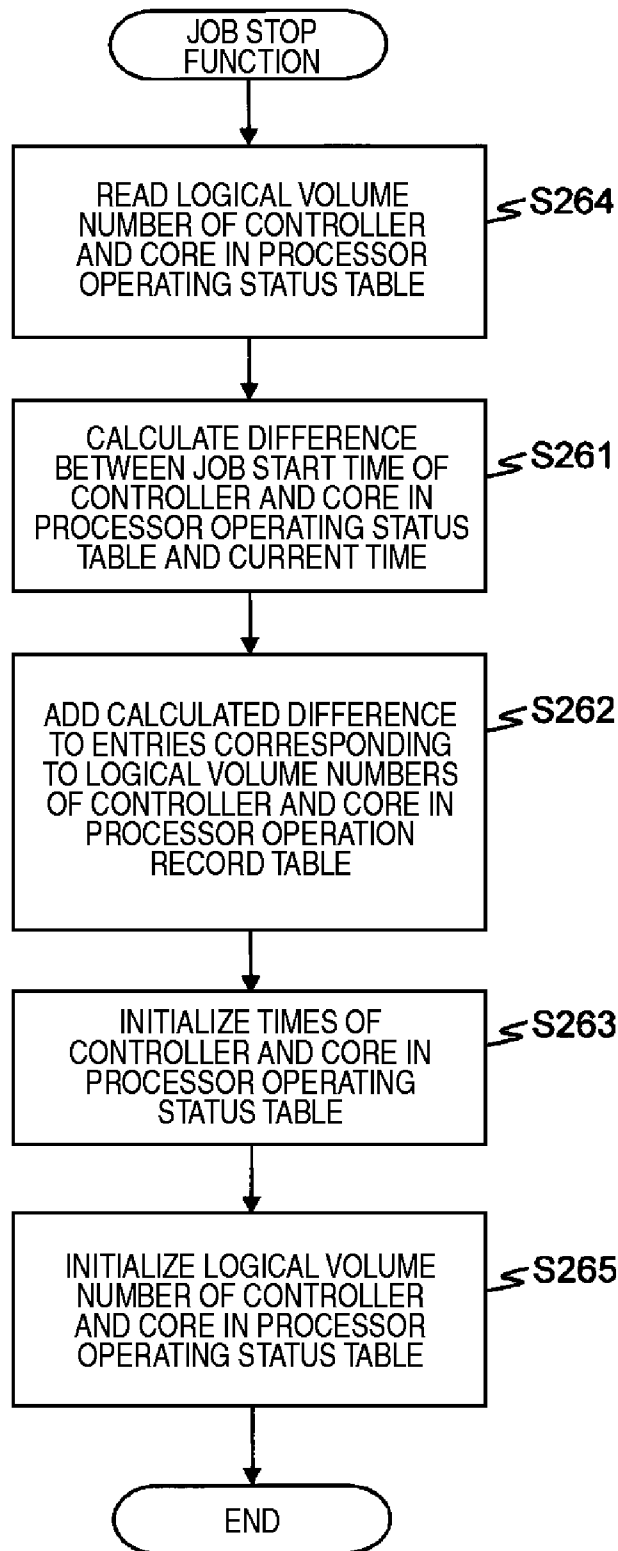 JOB STOP
FUNCTION
READ LOGICAL VOLUME
NUMBER OF CONTROLLER
AND CORE IN PROCESSOR
OPERATING STATUS TABLE
S264
CALCULATE DIFFERENCE
BETWEEN JOB START TIME OF
CONTROLLER AND CORE IN
PROCESSOR OPERATING STATUS
TABLE AND CURRENT TIME
S261
ADD CALCULATED DIFFERENCE
TO ENTRIES CORRESPONDING
TO LOGICAL VOLUME NUMBERS
OF CONTROLLER AND CORE IN
PROCESSOR OPERATION
RECORD TABLE
S262
INITIALIZE TIMES OF
CONTROLLER AND CORE IN
PROCESSOR OPERATING
STATUS TABLE
S263
INITIALIZE LOGICAL VOLUME
NUMBER OF CONTROLLER
AND CORE IN PROCESSOR
OPERATING STATUS TABLE
S265
END